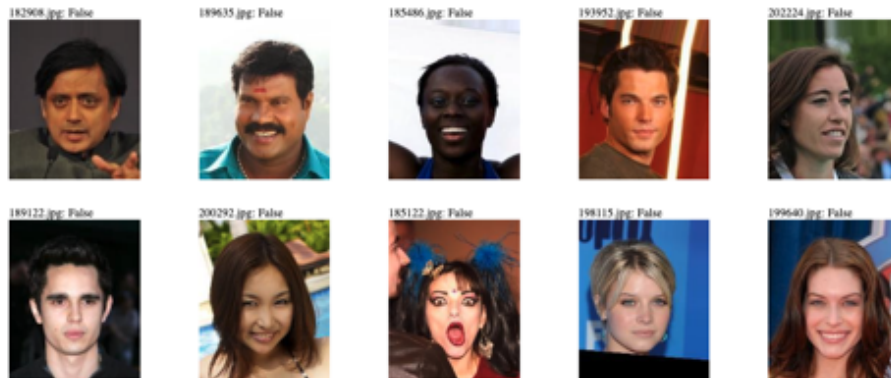 182908.jpg: False
189635.jpg: False
185486.jpg: False
193952.jpg: False
202224.jpg: False
189122.jpg: False
200292.jpg: False
185122.jpg: False
198115.jpg: False
199640.jpg: False